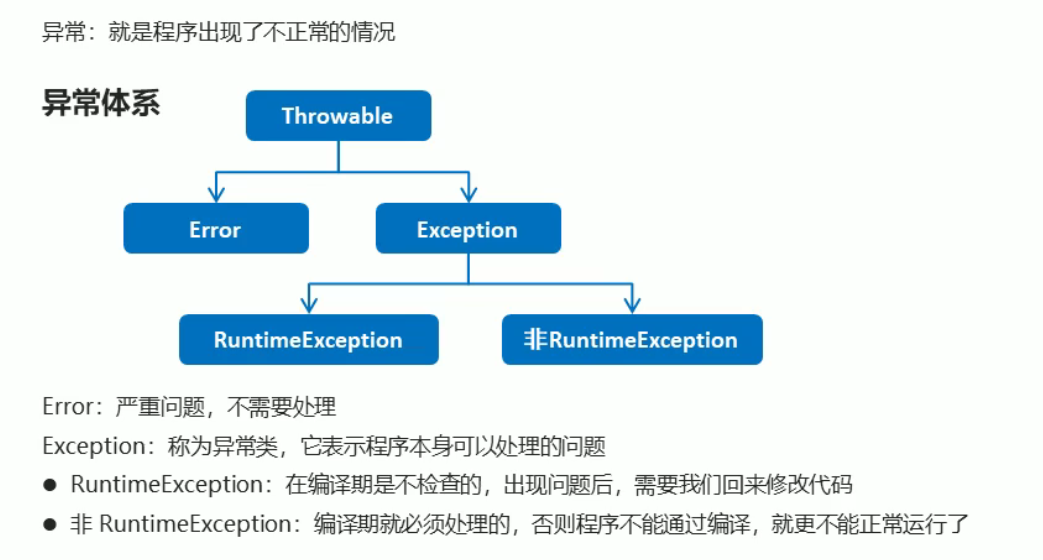 异常：就是程序出现了不正常的情况
异常体系
Throwable
Error
Exception
RuntimeException
非RuntimeException
Error：严重问题，不需要处理
Exception：称为异常类，它表示程序本身可以处理的问题
● RuntimeException：在编译期是不检查的，出现问题后，需要我们回来修改代码
● 非 RuntimeException：编译期就必须处理的，否则程序不能通过编译，就更不能正常运行了